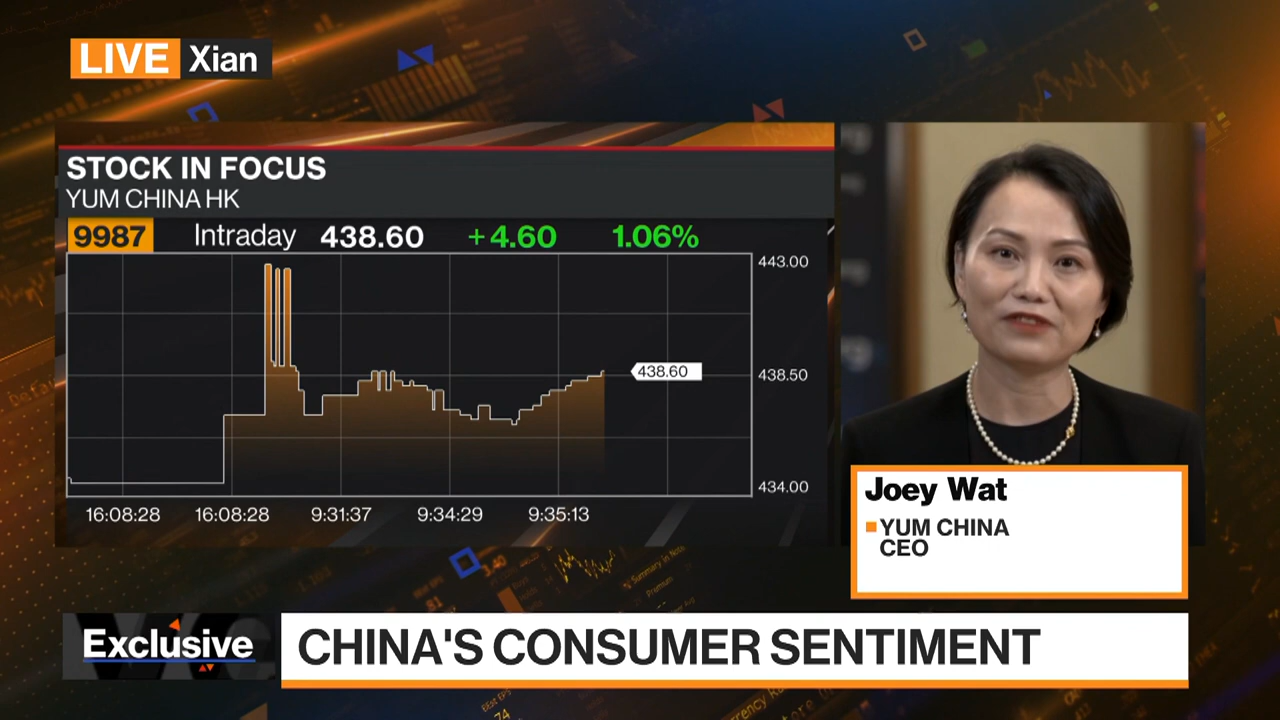 LIVE Xian
STOCK IN FOCUS
YUM CHINA HK
9987 Intraday 438.60 +4.60 1.06%
443.00
438.60
438.50
434.00
16:08:28 16:08:28 9:31:37 9:34:29 9:35:13
Joey Wat
YUM CHINA
CEO
Exclusive
CHINA'S CONSUMER SENTIMENT